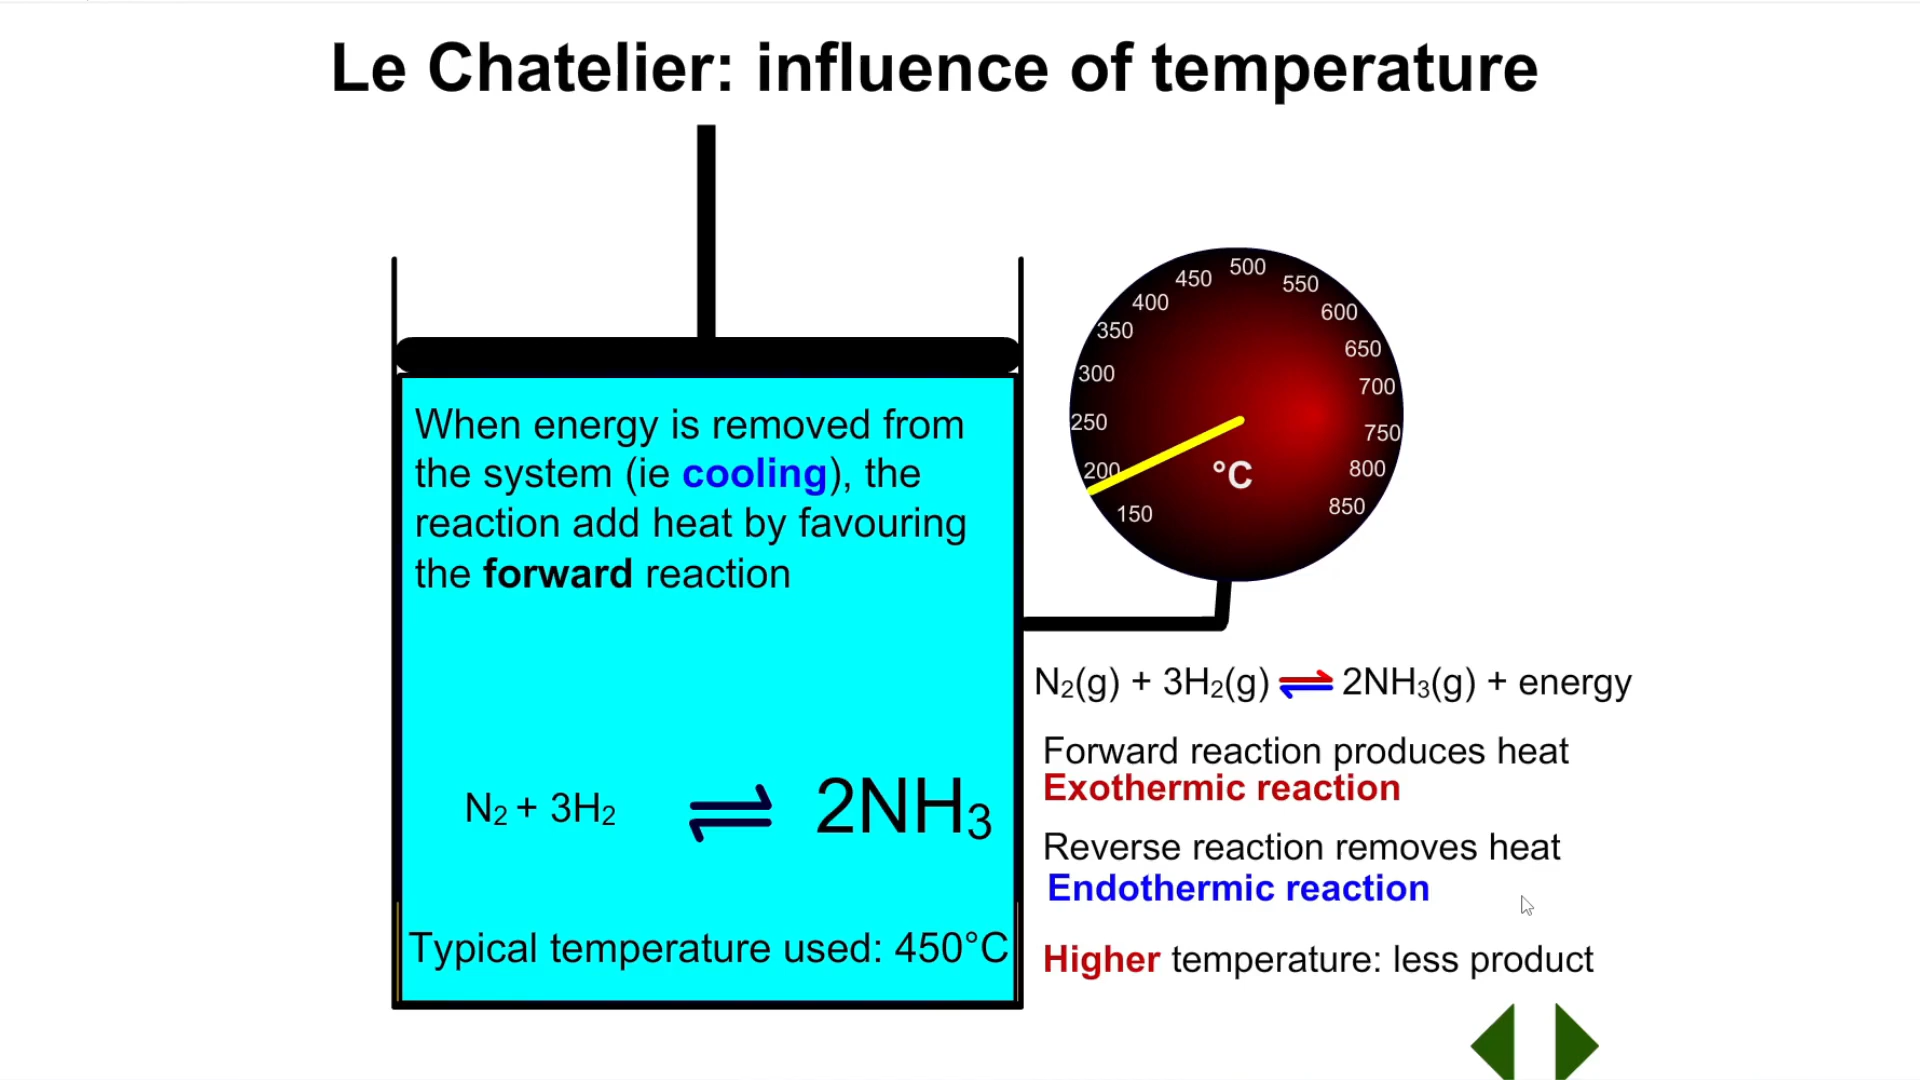 Le Chatelier: influence of temperature
When energy is removed from
the system (ie cooling), the
reaction add heat by favouring
the forward reaction
N₂ + 3H₂ ⇌ 2NH₃
Typical temperature used: 450°C
500
450
550
400
600
350
650
300
700
250
750
200
800
150
850
°C
N₂(g) + 3H₂(g) ⇌ 2NH₃(g) + energy
Forward reaction produces heat
Exothermic reaction
Reverse reaction removes heat
Endothermic reaction
Higher temperature: less product